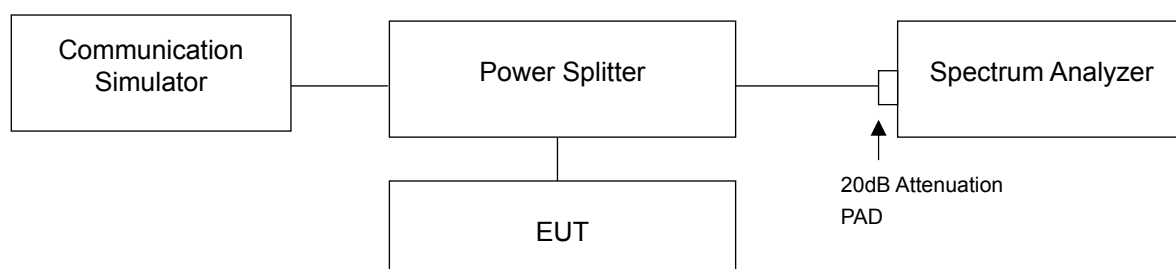 Communication
Simulator
Power Splitter
Spectrum Analyzer
20dB Attenuation
PAD
EUT